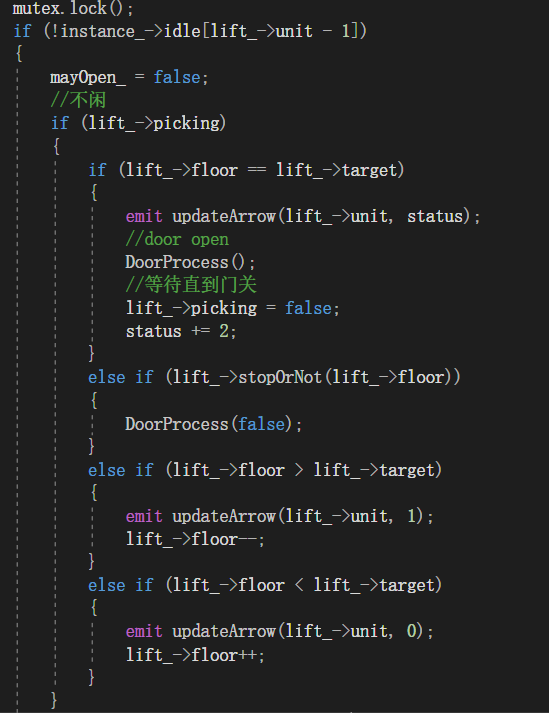 mutex.lock();
if (!instance_->idle[lift_->unit - 1])
{
mayOpen_ = false;
//不闲
if (lift_->picking)
{
if (lift_->floor == lift_->target)
{
emit updateArrow(lift_->unit, status);
//door open
DoorProcess();
//等待直到门关
lift_->picking = false;
status += 2;
}
else if (lift_->stopOrNot(lift_->floor))
{
DoorProcess(false);
}
else if (lift_->floor > lift_->target)
{
emit updateArrow(lift_->unit, 1);
lift_->floor--;
}
else if (lift_->floor < lift_->target)
{
emit updateArrow(lift_->unit, 0);
lift_->floor++;
}
}